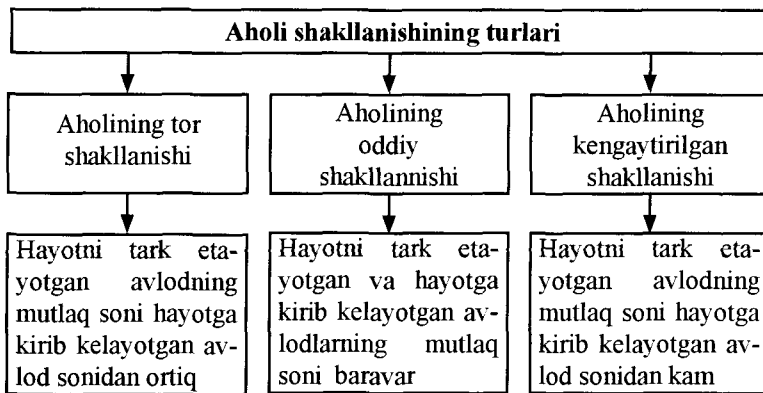 Aholi shakllanishining turlari
Aholining tor
shakllanishi
Aholining
oddiy
shakllannishi
Aholining
kengaytirilgan
shakllanishi
Hayotni tark eta-
yotgan avlodning
mutlaq soni hayotga
kirib kelayotgan av-
lod sonidan ortiq
Hayotni tark eta-
yotgan va hayotga
kirib kelayotgan av-
lodlarning mutlaq
soni baravar
Hayotni tark eta-
yotgan avlodning
mutlaq soni hayotga
kirib kelayotgan av-
lod sonidan kam